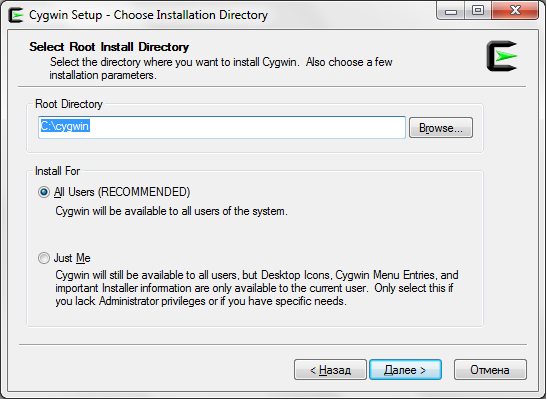 Cygwin Setup - Choose Installation Directory
Select Root Install Directory
Select the directory where you want to install Cygwin. Also choose a few
installation parameters.
Root Directory
C:\cygwin
Browse...
Install For
All Users (RECOMMENDED)
Cygwin will be available to all users of the system.
Just Me
Cygwin will still be available to all users, but Desktop Icons, Cygwin Menu Entries, and
important Installer information are only available to the current user. Only select this if
you lack Administrator privileges or if you have specific needs.
< Назад
Далее >
Отмена